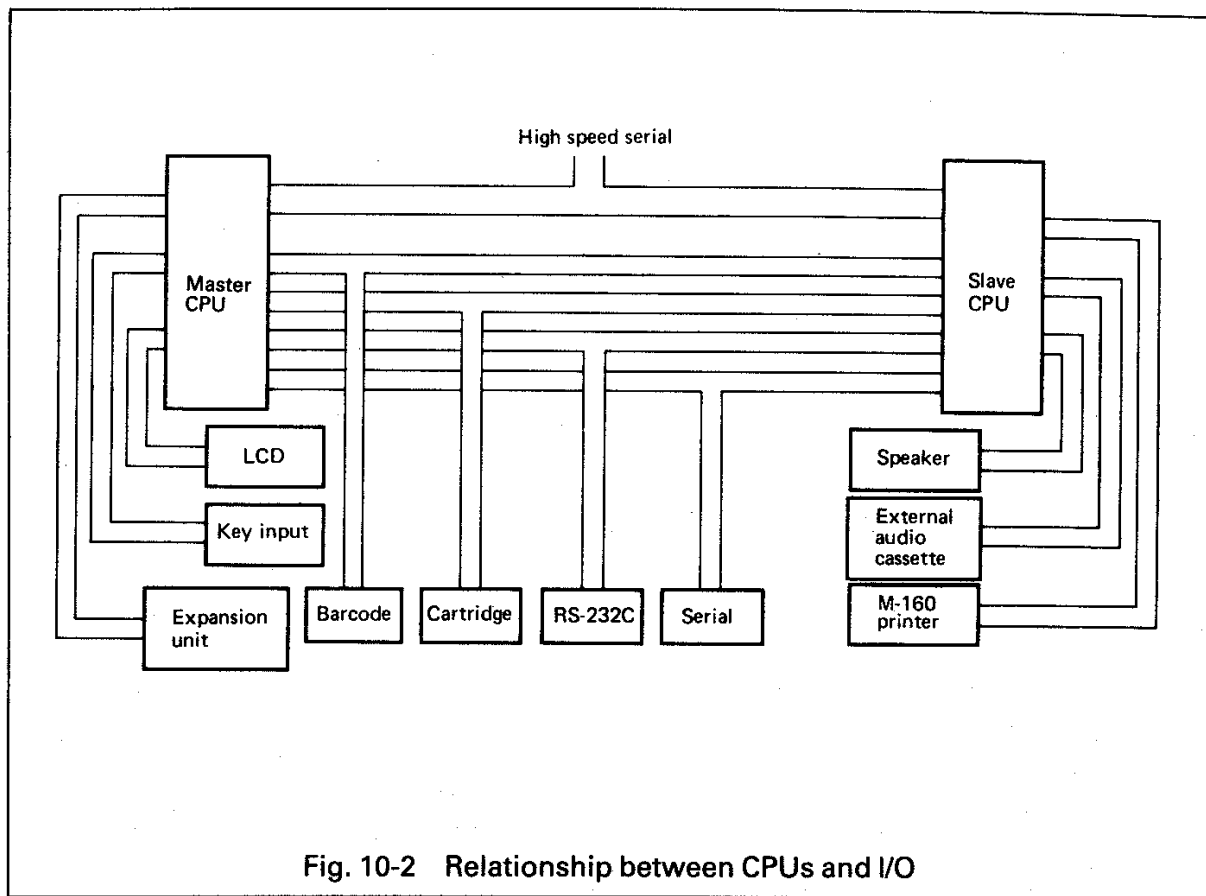 High speed serial
Master
CPU
Slave
CPU
LCD
Speaker
Key input
External
audio
cassette
Expansion
unit
Barcode
Cartridge
RS-232C
Serial
M-160
printer
Fig. 10-2 Relationship between CPUs and I/O